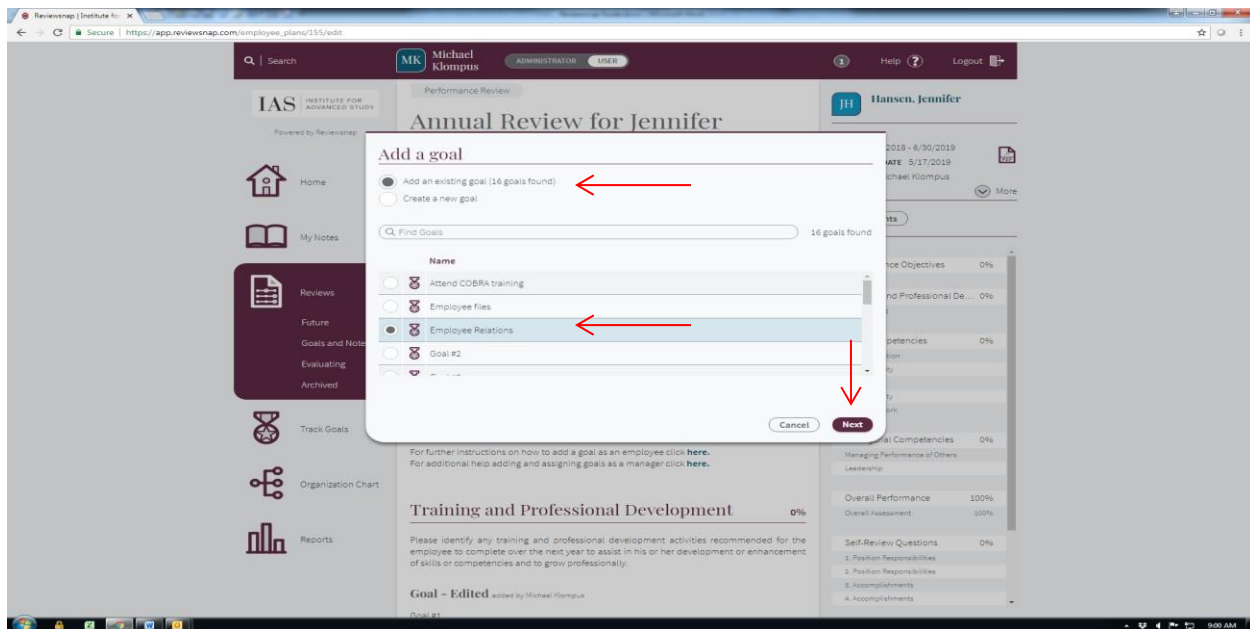 Reviewsnap | Institute fo
Secure | https://app.reviewsnap.com/employee_plans/155/edit
Search
MK Michael Klompus
ADMINISTRATOR USER
1
Help ?
Logout
IAS INSTITUTE FOR ADVANCED STUDY
Powered by Reviewsnap
Home
My Notes
Reviews
Future
Goals and Note
Evaluating
Archived
Track Goals
Organization Chart
Reports
Performance Review
Annual Review for Jennifer
Add a goal
Add an existing goal (16 goals found)
Create a new goal
Find Goals
16 goals found
Name
Attend COBRA training
Employee files
Employee Relations
Goal #2
Cancel
Next
For further instructions on how to add a goal as an employee click here.
For additional help adding and assigning goals as a manager click here.
Training and Professional Development 0%
Please identify any training and professional development activities recommended for the
employee to complete over the next year to assist in his or her development or enhancement
of skills or competencies and to grow professionally.
Goal – Edited added by Michael Klompus
Goal #1
JH Hansen, Jennifer
2018 - 6/30/2019
ATE 5/17/2019
ichael Klompus
More
nts
nce Objectives 0%
nd Professional De... 0%
petencies 0%
tion
ity
ty
ork
ial Competencies 0%
Managing Performance of Others
Leadership
Overall Performance 100%
Overall Assessment 100%
Self-Review Questions 0%
1. Position Responsibilities
2. Position Responsibilities
3. Accomplishments
4. Accomplishments
9:00 AM